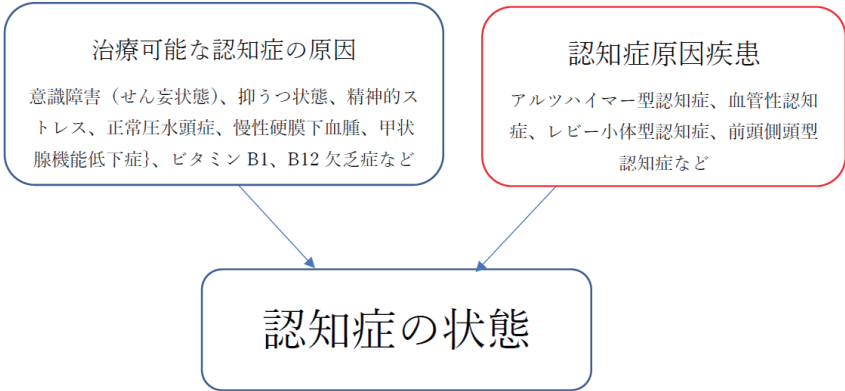 治療可能な認知症の原因
意識障害（せん妄状態）、抑うつ状態、精神的ス
トレス、正常圧水頭症、慢性硬膜下血腫、甲状
腺機能低下症}、ビタミン B1、B12 欠乏症など
認知症原因疾患
アルツハイマー型認知症、血管性認知
症、レビー小体型認知症、前頭側頭型
認知症など
認知症の状態